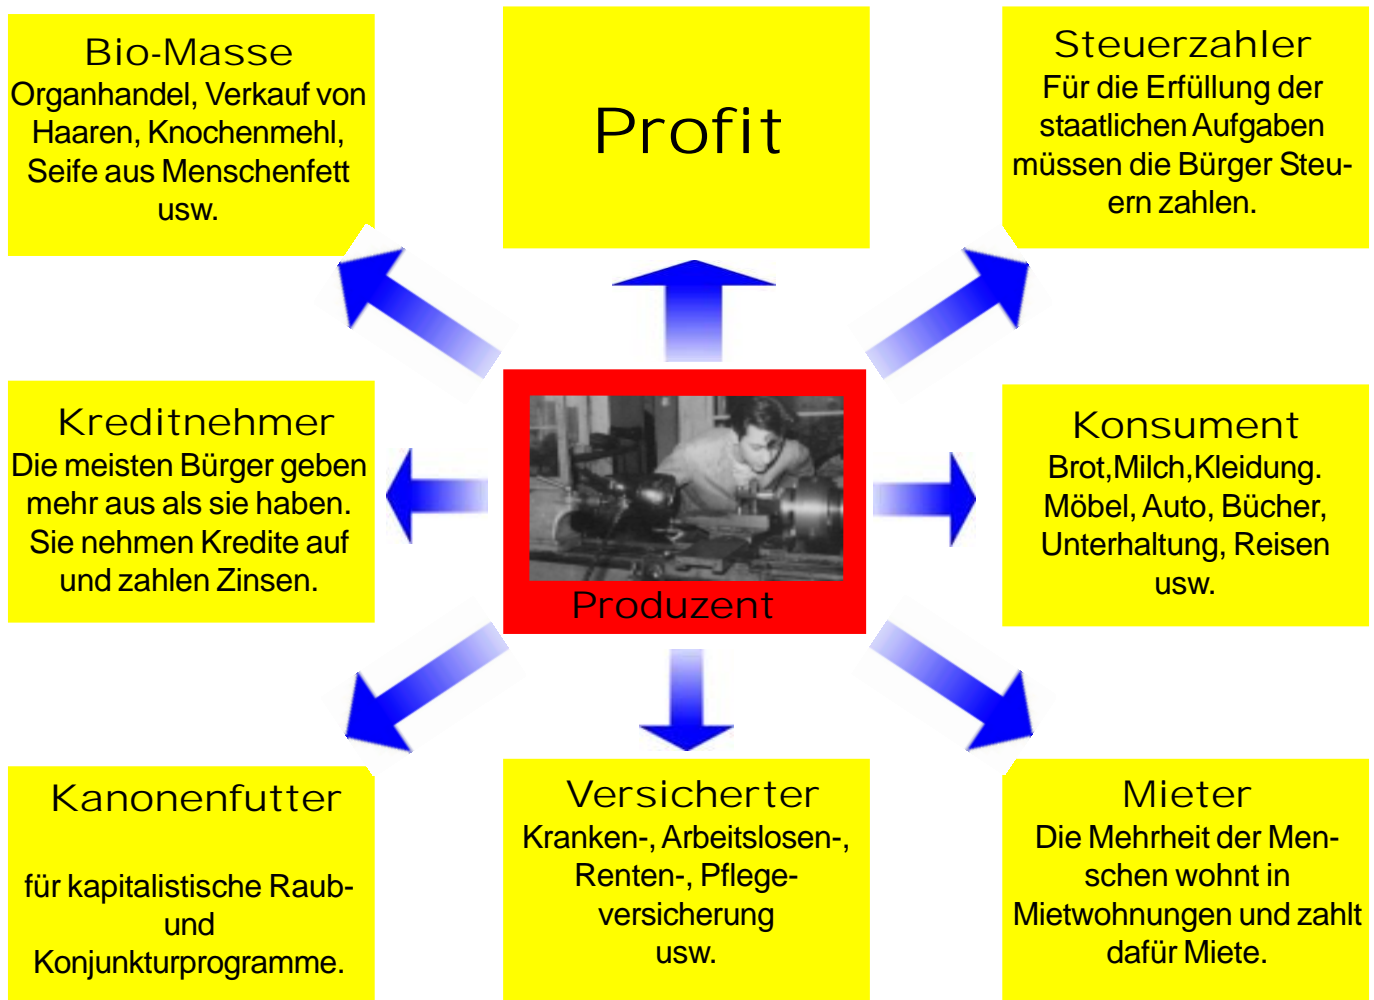 Bio-Masse
Organhandel, Verkauf von
Haaren, Knochenmehl,
Seife aus Menschenfett
usw.
Profit
Steuerzahler
Für die Erfüllung der
staatlichen Aufgaben
müssen die Bürger Steu-
ern zahlen.
Kreditnehmer
Die meisten Bürger geben
mehr aus als sie haben.
Sie nehmen Kredite auf
und zahlen Zinsen.
Produzent
Konsument
Brot,Milch,Kleidung.
Möbel, Auto, Bücher,
Unterhaltung, Reisen
usw.
Kanonenfutter
für kapitalistische Raub-
und
Konjunkturprogramme.
Versicherter
Kranken-, Arbeitslosen-,
Renten-, Pflege-
versicherung
usw.
Mieter
Die Mehrheit der Men-
schen wohnt in
Mietwohnungen und zahlt
dafür Miete.